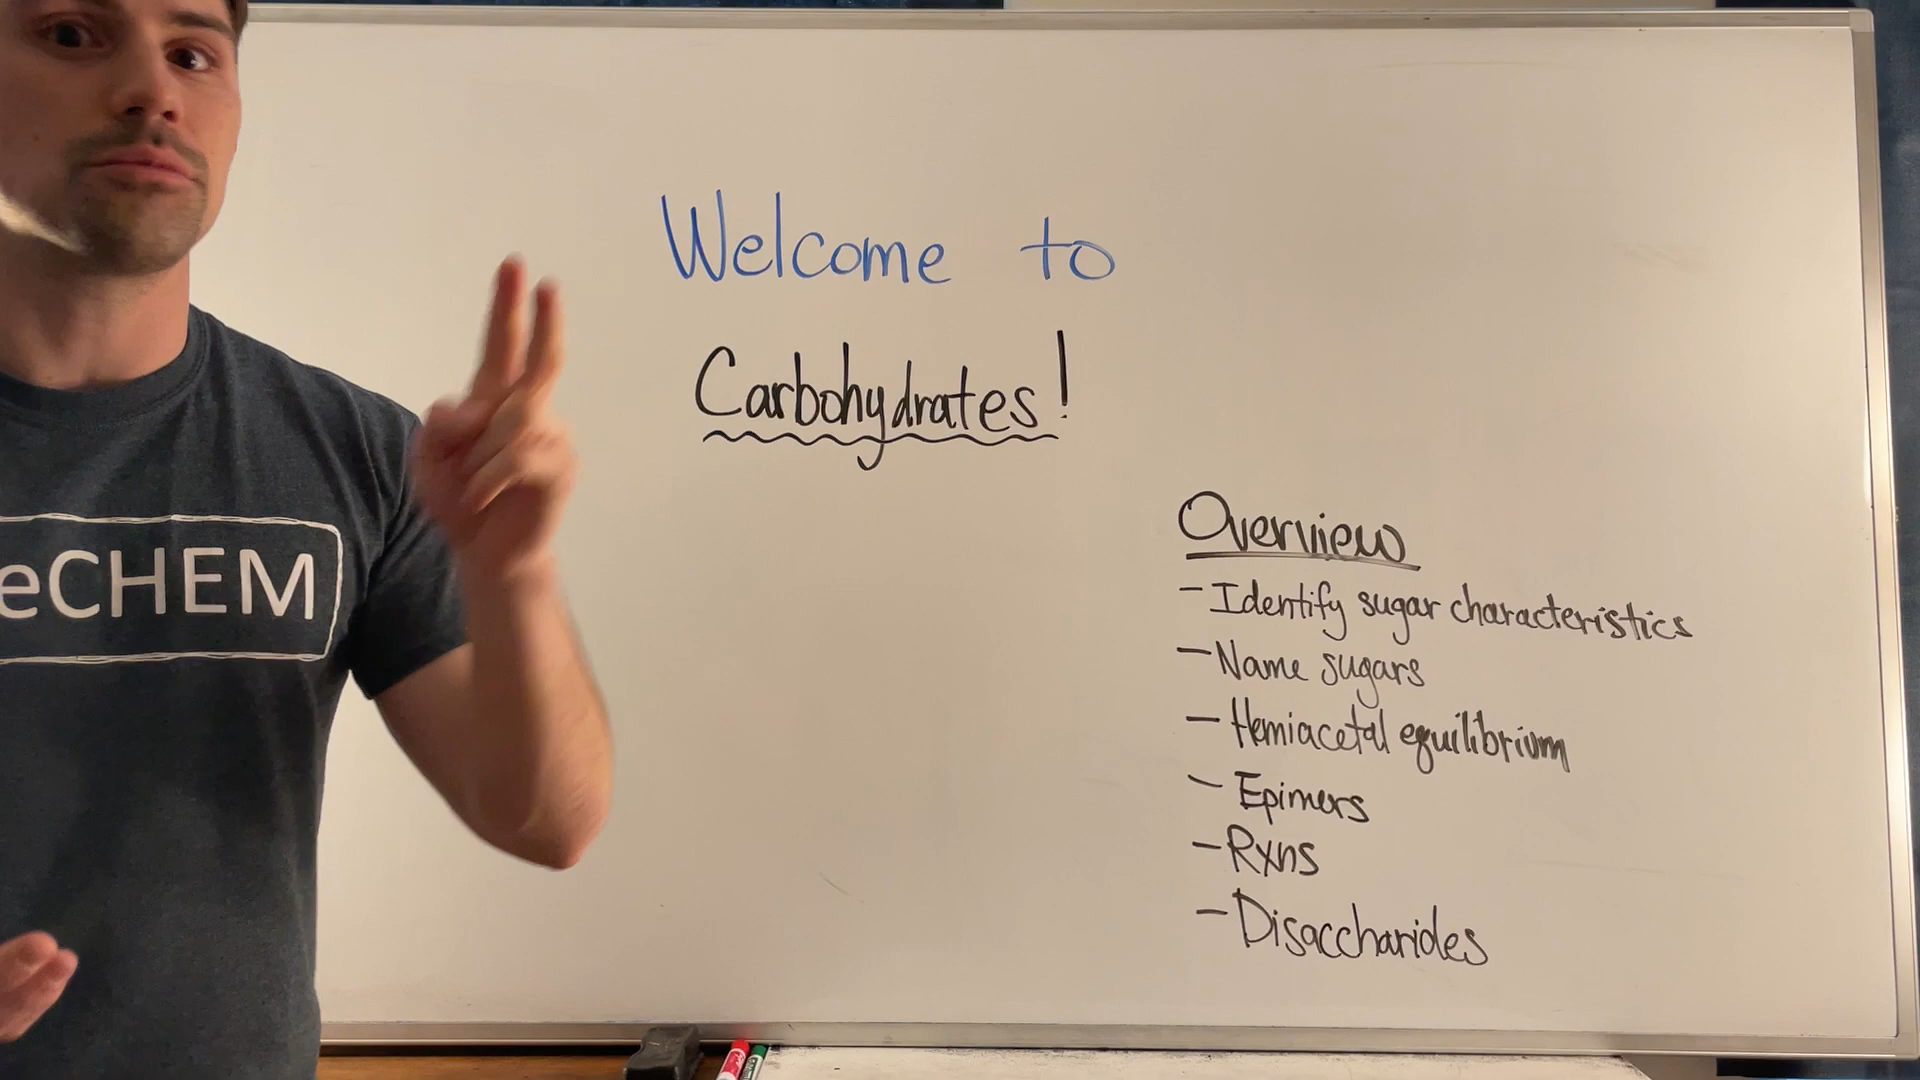 Welcome to
Carbohydrates!
eCHEM
Overview
- Identify sugar characteristics
- Name sugars
- Hemiacetal equilibrium
- Epimers
- Rxns
- Disaccharides